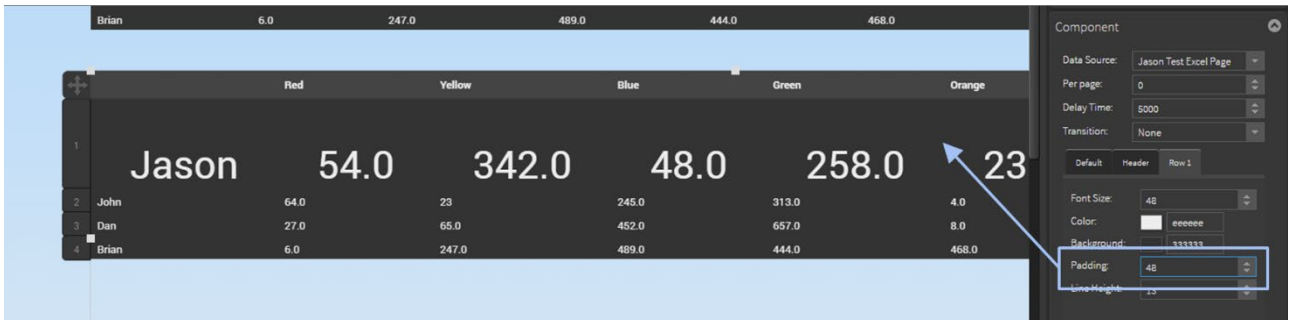 Brian 6.0 247.0 489.0 444.0 468.0
Red Yellow Blue Green Orange
1 Jason 54.0 342.0 48.0 258.0 23
2 John 64.0 23 245.0 313.0 4.0
3 Dan 27.0 65.0 452.0 657.0 8.0
4 Brian 6.0 247.0 489.0 444.0 468.0
Component
Data Source: Jason Test Excel Page
Per page: 0
Delay Time: 5000
Transition: None
Default Header Row 1
Font Size: 48
Color: eeeeee
Background: 333333
Padding: 48
Line Height: 13